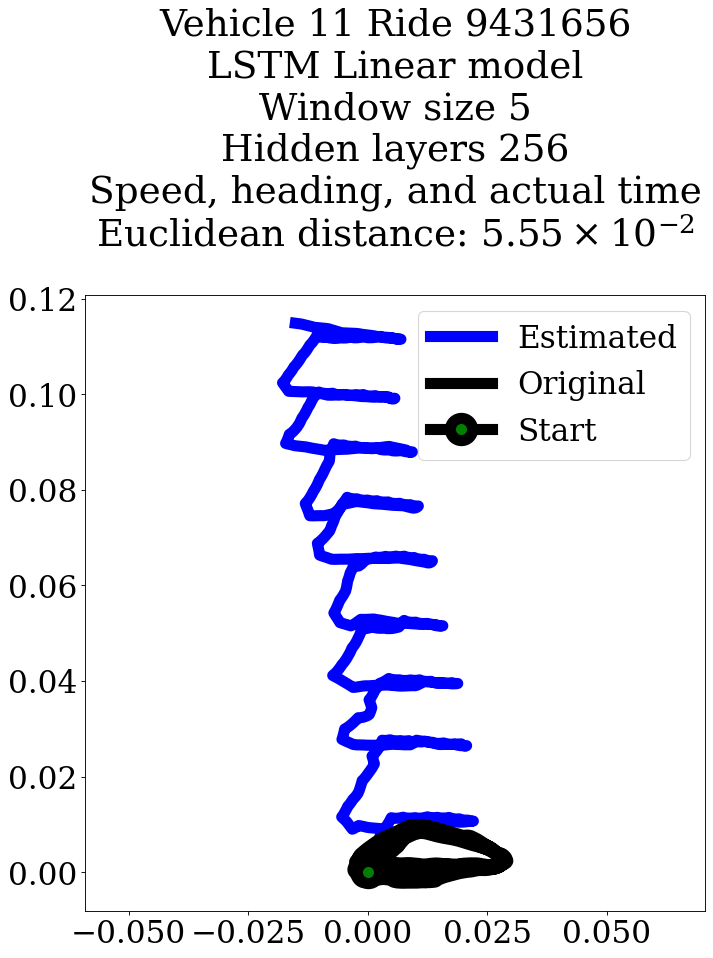 Vehicle 11 Ride 9431656
LSTM Linear model
Window size 5
Hidden layers 256
Speed, heading, and actual time
Euclidean distance: 5.55 × 10⁻²
0.12
0.10
0.08
0.06
0.04
0.02
0.00
Estimated
Original
Start
−0.050 −0.025 0.000 0.025 0.050